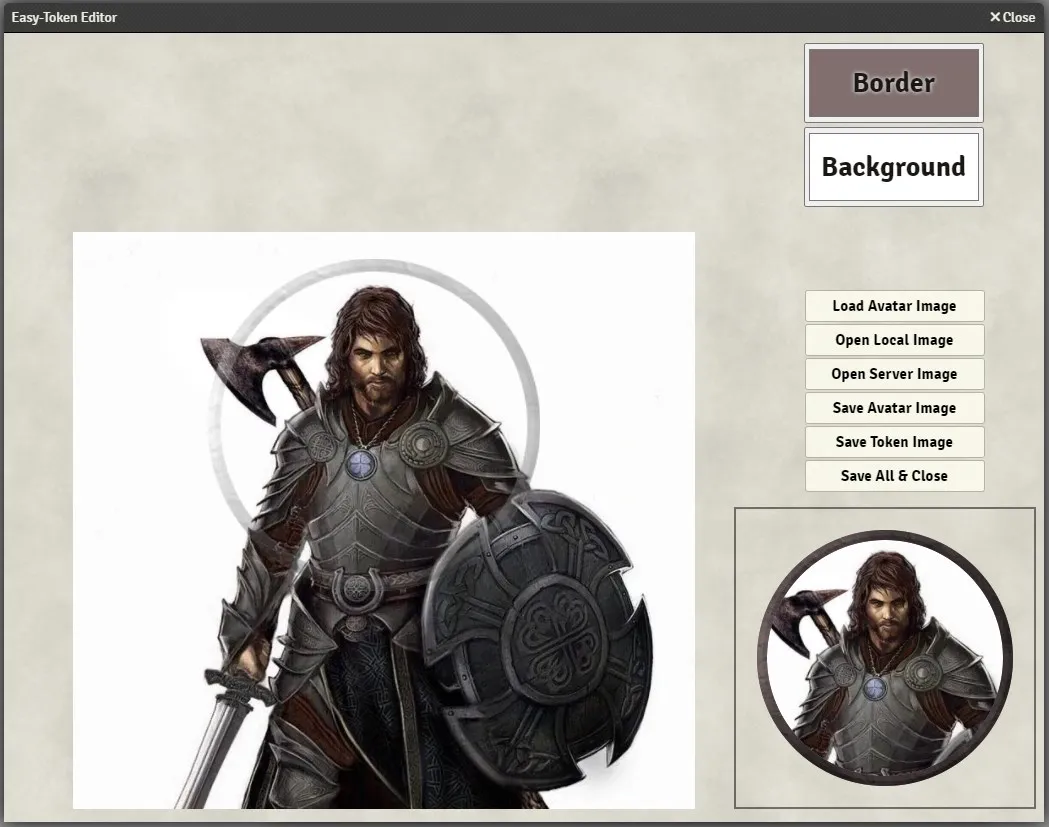 Easy-Token Editor
✕ Close
Border
Background
Load Avatar Image
Open Local Image
Open Server Image
Save Avatar Image
Save Token Image
Save All & Close